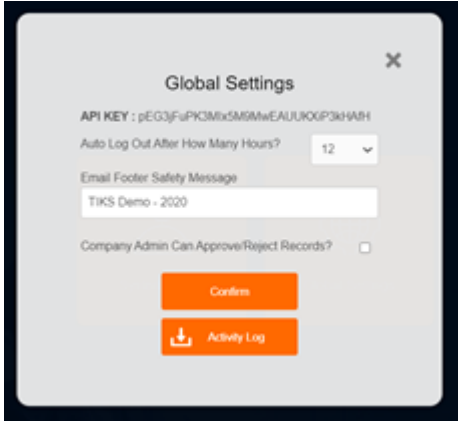 Global Settings
API KEY :
Auto Log Out After How Many Hours?
12
Email Footer Safety Message
TIKS Demo - 2020
Company Admin Can Approve/Reject Records?
Confirm
Activity Log